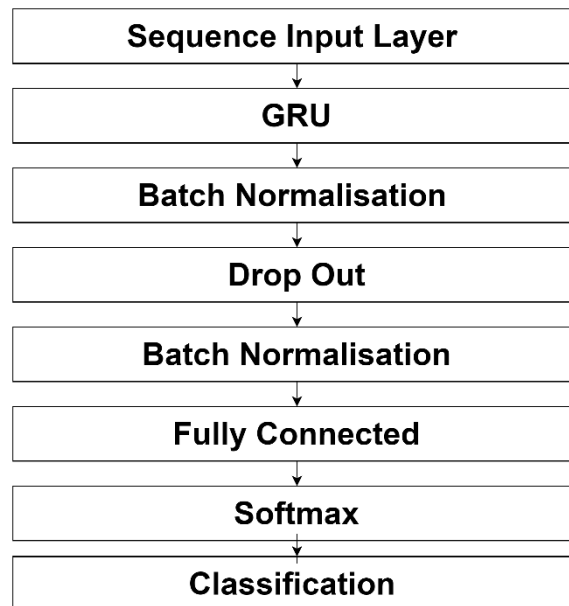 Sequence Input Layer
GRU
Batch Normalisation
Drop Out
Batch Normalisation
Fully Connected
Softmax
Classification